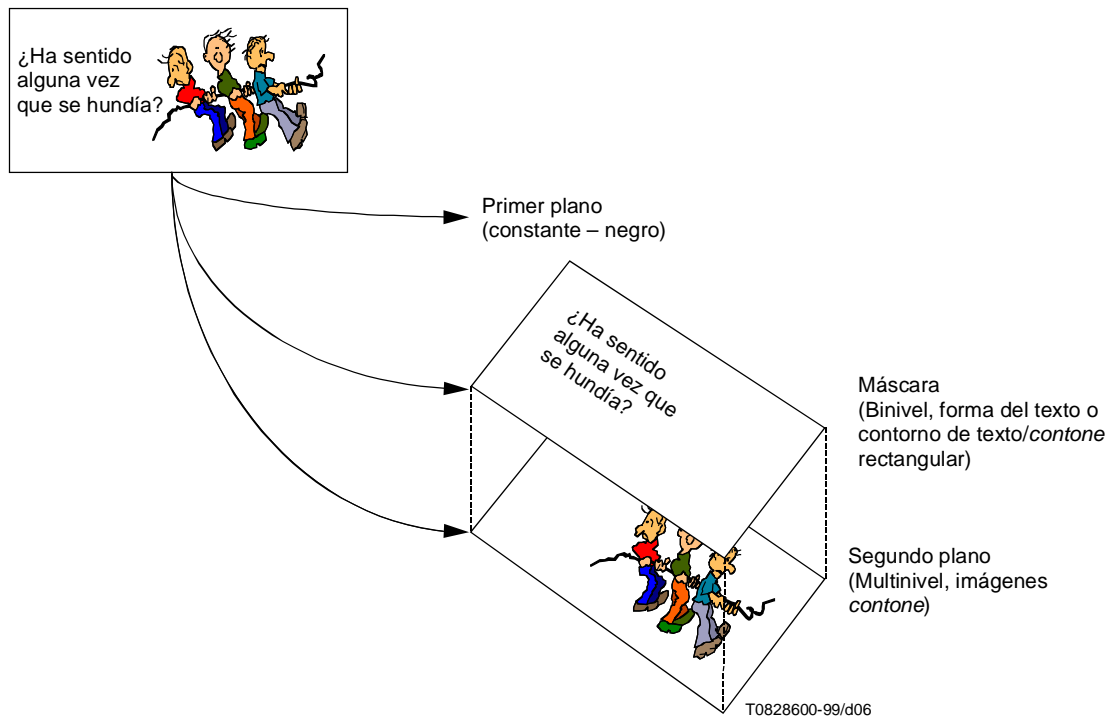 ¿Ha sentido
alguna vez
que se hundía?
Primer plano
(constante – negro)
¿Ha sentido
alguna vez que
se hundía?
Máscara
(Binivel, forma del texto o
contorno de texto/contone
rectangular)
Segundo plano
(Multinivel, imágenes
contone)
T0828600-99/d06